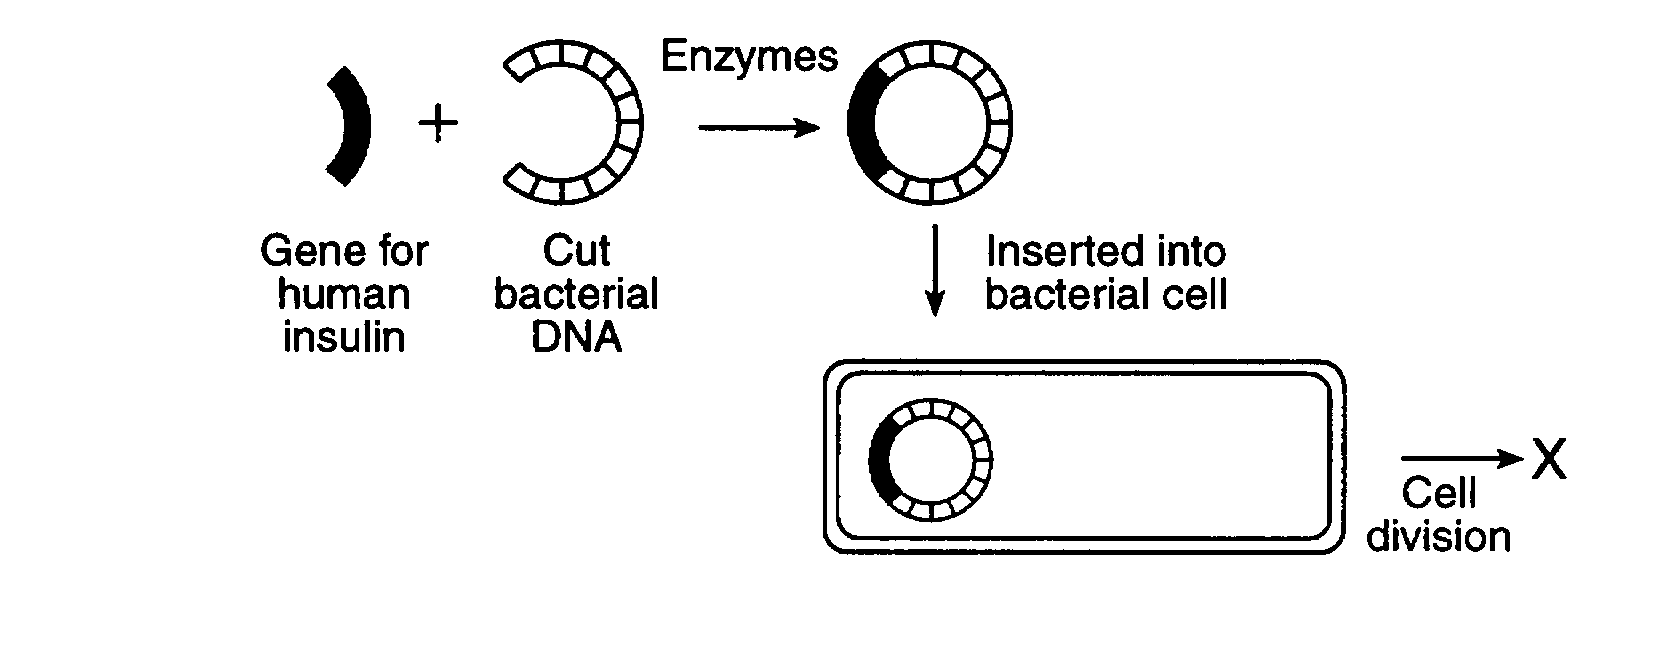 Enzymes
+
Gene for
human
insulin
Cut
bacterial
DNA
Inserted into
bacterial cell
X
Cell
division